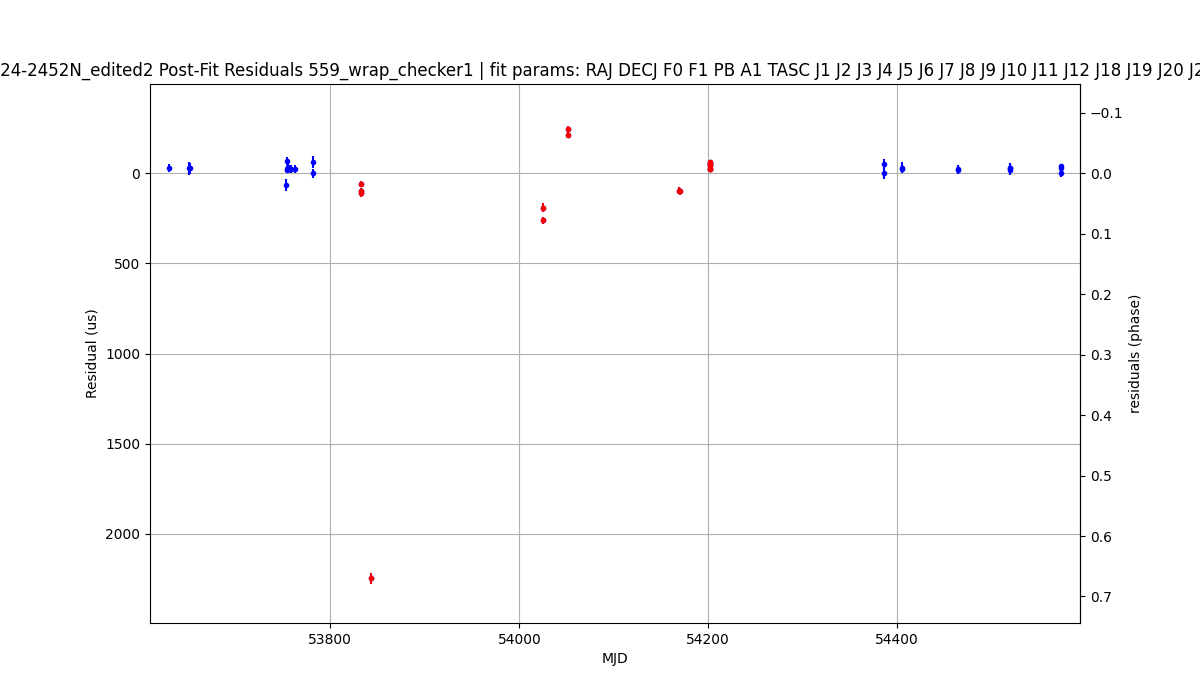 24-2452N_edited2 Post-Fit Residuals 559_wrap_checker1 | fit params: RAJ DECJ F0 F1 PB A1 TASC J1 J2 J3 J4 J5 J6 J7 J8 J9 J10 J11 J12 J18 J19 J20 J2
−0.1
0 0.0
0.1
500
0.2
0.3
1000
0.4
1500
0.5
2000 0.6
0.7
53800 54000 54200 54400
Residual (us)
residuals (phase)
MJD